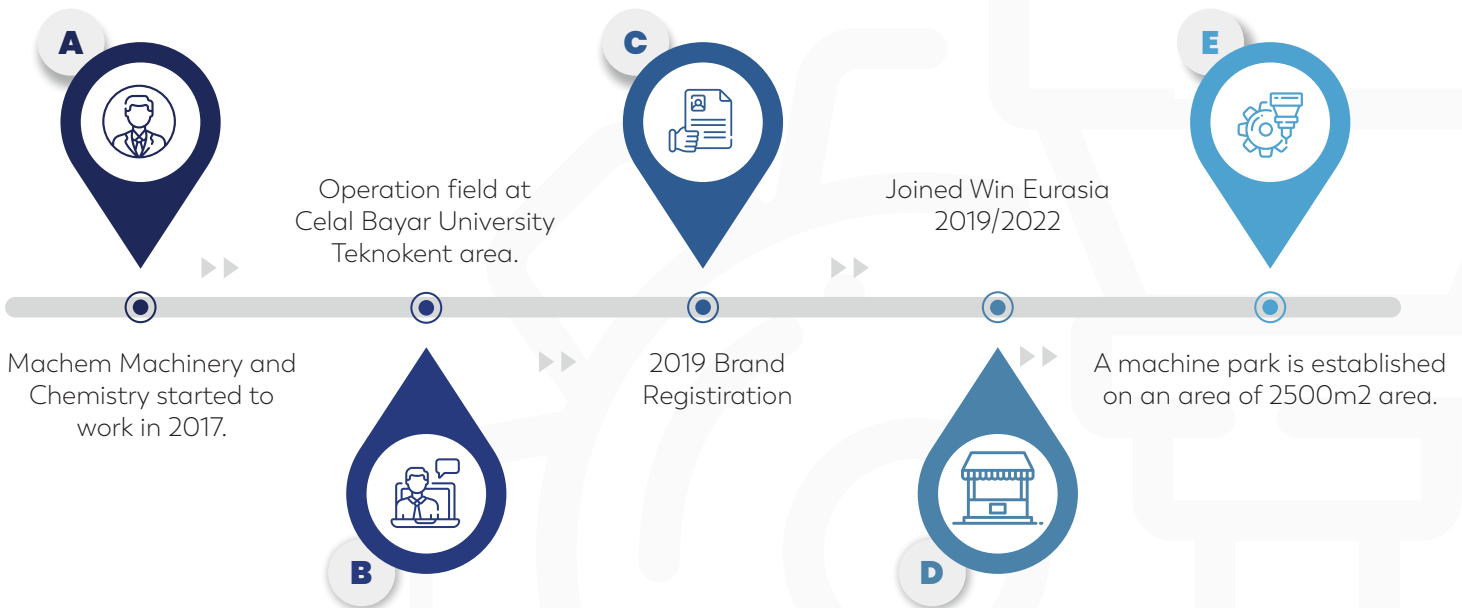 A
Machem Machinery and
Chemistry started to
work in 2017.
Operation field at
Celal Bayar University
Teknokent area.
B
C
2019 Brand
Registiration
Joined Win Eurasia
2019/2022
D
E
A machine park is established
on an area of 2500m2 area.